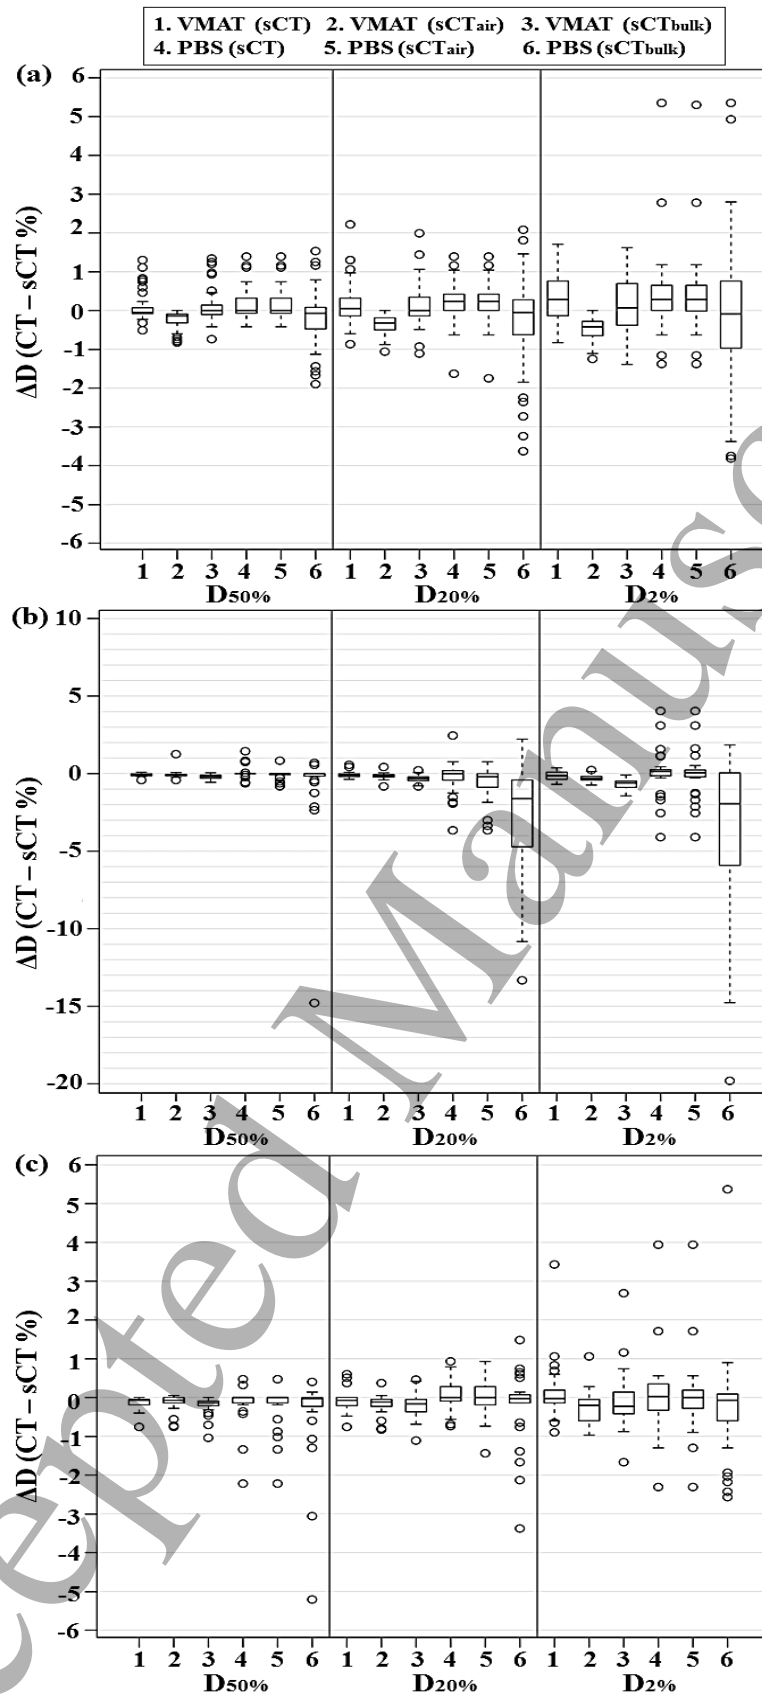 1. VMAT (sCT) 2. VMAT (sCTair) 3. VMAT (sCTbulk)
4. PBS (sCT) 5. PBS (sCTair) 6. PBS (sCTbulk)
(a)
ΔD (CT – sCT %)
6
5
4
3
2
1
0
-1
-2
-3
-4
-5
-6
1 2 3 4 5 6 1 2 3 4 5 6 1 2 3 4 5 6
D50% D20% D2%
(b)
ΔD (CT – sCT %)
10
5
0
-5
-10
-15
-20
1 2 3 4 5 6 1 2 3 4 5 6 1 2 3 4 5 6
D50% D20% D2%
(c)
ΔD (CT – sCT %)
6
5
4
3
2
1
0
-1
-2
-3
-4
-5
-6
1 2 3 4 5 6 1 2 3 4 5 6 1 2 3 4 5 6
D50% D20% D2%
epted Manusc